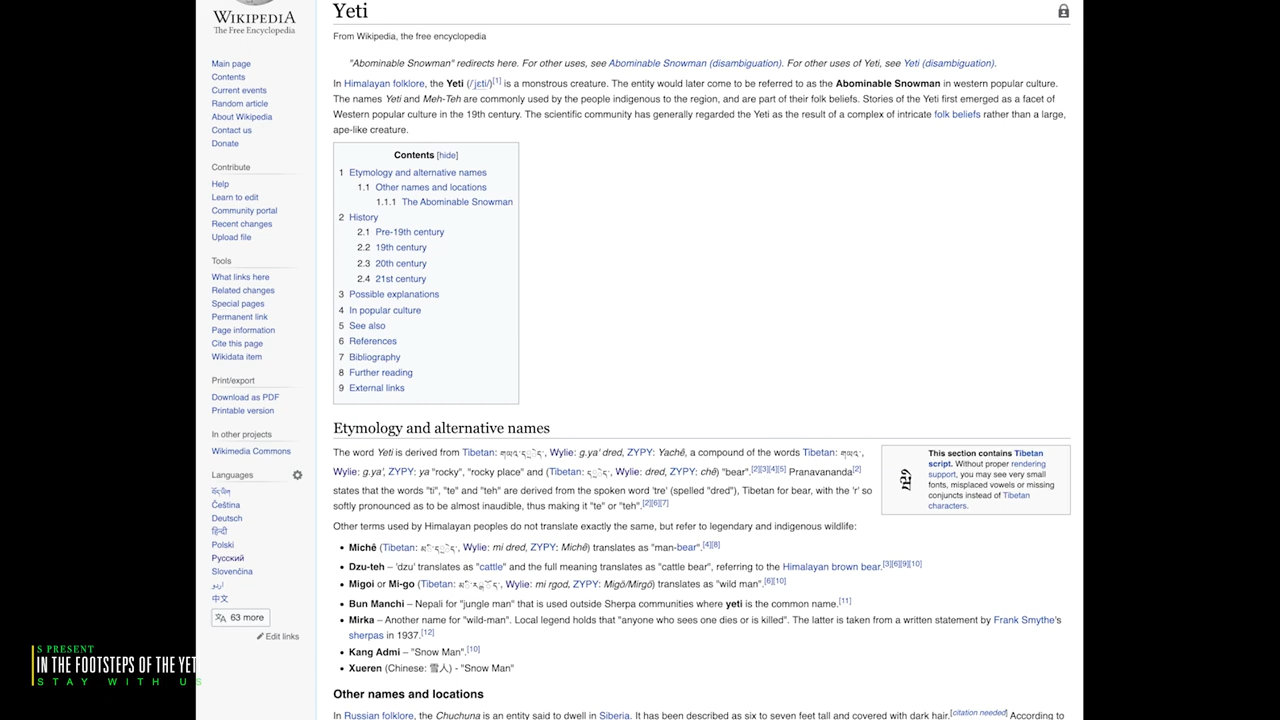 WIKIPEDIA
The Free Encyclopedia
Main page
Contents
Current events
Random article
About Wikipedia
Contact us
Donate
Contribute
Help
Learn to edit
Community portal
Recent changes
Upload file
Tools
What links here
Related changes
Special pages
Permanent link
Page information
Cite this page
Wikidata item
Print/export
Download as PDF
Printable version
In other projects
Wikimedia Commons
Languages
Čeština
Deutsch
हिन्दी
Polski
Русский
Slovenčina
اردو
中文
63 more
Edit links
Yeti
From Wikipedia, the free encyclopedia
"Abominable Snowman" redirects here. For other uses, see Abominable Snowman (disambiguation). For other uses of Yeti, see Yeti (disambiguation).
In Himalayan folklore, the Yeti (/ˈjɛti/)[1] is a monstrous creature. The entity would later come to be referred to as the Abominable Snowman in western popular culture.
The names Yeti and Meh-Teh are commonly used by the people indigenous to the region, and are part of their folk beliefs. Stories of the Yeti first emerged as a facet of
Western popular culture in the 19th century. The scientific community has generally regarded the Yeti as the result of a complex of intricate folk beliefs rather than a large,
ape-like creature.
Contents [hide]
1 Etymology and alternative names
1.1 Other names and locations
1.1.1 The Abominable Snowman
2 History
2.1 Pre-19th century
2.2 19th century
2.3 20th century
2.4 21st century
3 Possible explanations
4 In popular culture
5 See also
6 References
7 Bibliography
8 Further reading
9 External links
Etymology and alternative names
The word Yeti is derived from Tibetan: Wylie: g.ya' dred, ZYPY: Yachê, a compound of the words Tibetan:
Wylie: g.ya', ZYPY: ya "rocky", "rocky place" and (Tibetan: Wylie: dred, ZYPY: chê) "bear".[2][3][4][5] Pranavananda[2]
states that the words "ti", "te" and "teh" are derived from the spoken word 'tre' (spelled "dred"), Tibetan for bear, with the 'r' so
softly pronounced as to be almost inaudible, thus making it "te" or "teh".[2][6][7]
This section contains Tibetan
script. Without proper rendering
support, you may see very small
fonts, misplaced vowels or missing
conjuncts instead of Tibetan
characters.
Other terms used by Himalayan peoples do not translate exactly the same, but refer to legendary and indigenous wildlife:
• Michê (Tibetan: Wylie: mi dred, ZYPY: Michê) translates as "man-bear".[4][8]
• Dzu-teh – 'dzu' translates as "cattle" and the full meaning translates as "cattle bear", referring to the Himalayan brown bear.[3][6][9][10]
• Migoi or Mi-go (Tibetan: Wylie: mi rgod, ZYPY: Migö/Mirgö) translates as "wild man".[6][10]
• Bun Manchi – Nepali for "jungle man" that is used outside Sherpa communities where yeti is the common name.[11]
• Mirka – Another name for "wild-man". Local legend holds that "anyone who sees one dies or is killed". The latter is taken from a written statement by Frank Smythe's
sherpas in 1937.[12]
• Kang Admi – "Snow Man".[10]
• Xueren (Chinese: 雪人) - "Snow Man"
Other names and locations
In Russian folklore, the Chuchuna is an entity said to dwell in Siberia. It has been described as six to seven feet tall and covered with dark hair.[citation needed] According to
S PRESENT
IN THE FOOTSTEPS OF THE YET
STAY WITH US